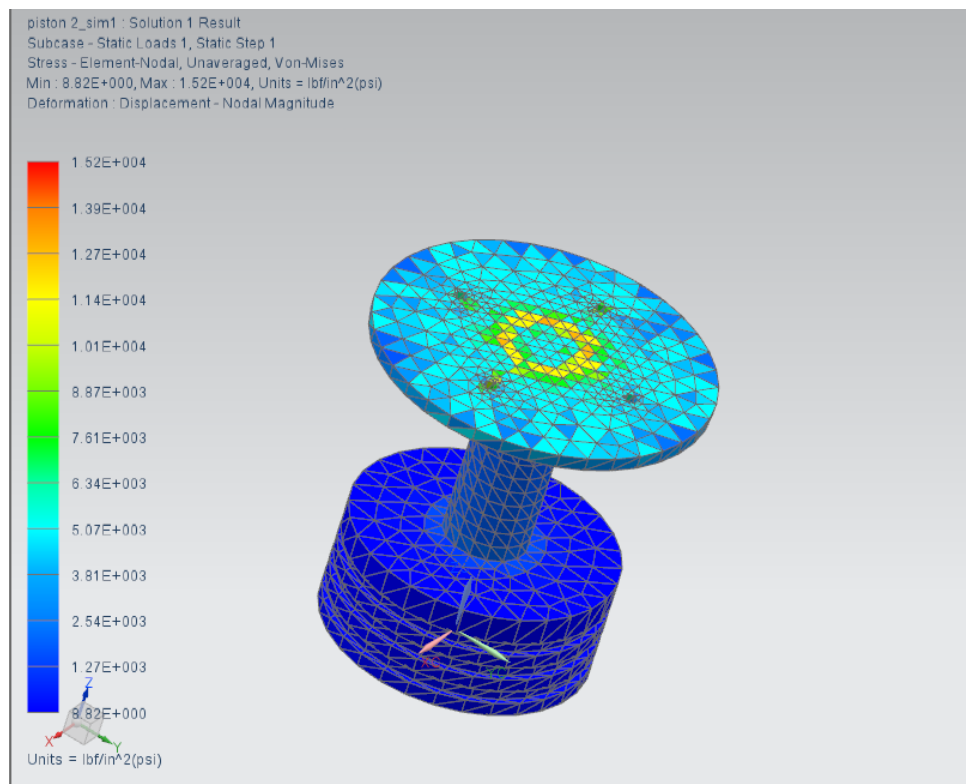 piston 2_sim1 : Solution 1 Result
Subcase - Static Loads 1, Static Step 1
Stress - Element-Nodal, Unaveraged, Von-Mises
Min : 8.82E+000, Max : 1.52E+004, Units = lbf/in^2(psi)
Deformation : Displacement - Nodal Magnitude
1.52E+004
1.39E+004
1.27E+004
1.14E+004
1.01E+004
8.87E+003
7.61E+003
6.34E+003
5.07E+003
3.81E+003
2.54E+003
1.27E+003
8.82E+000
Z
X
Y
Units = lbf/in^2(psi)